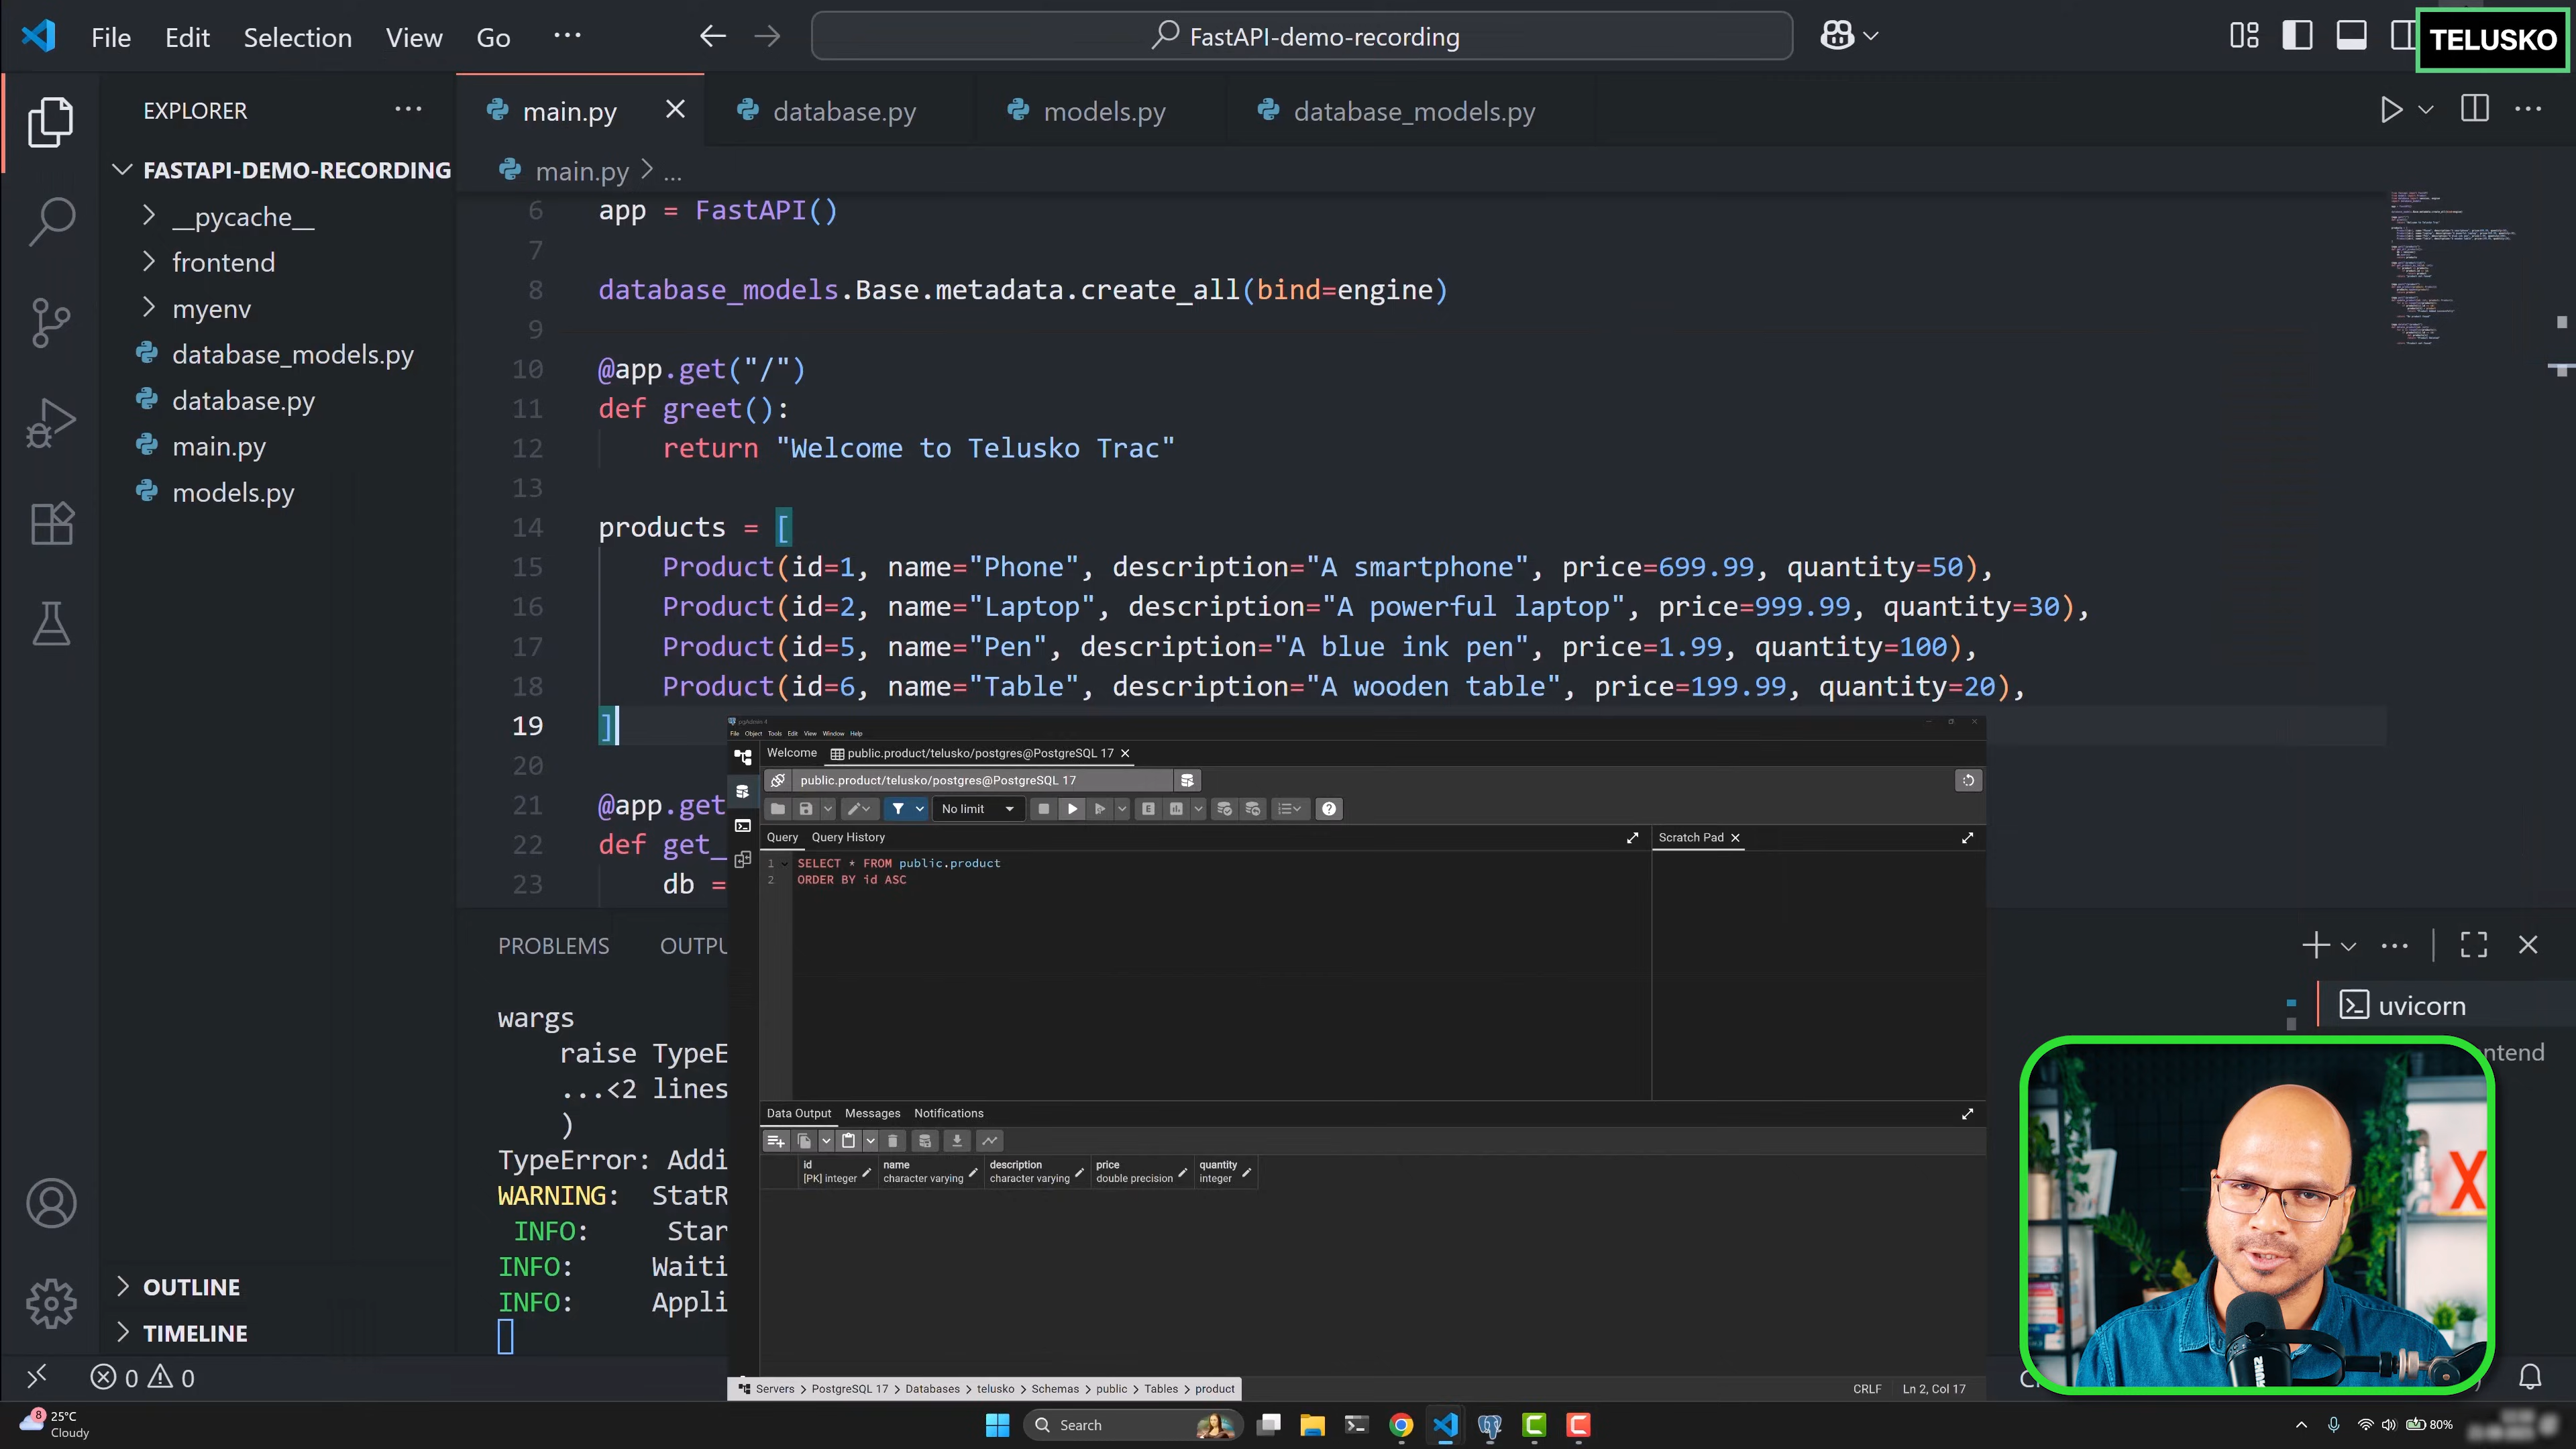 File Edit Selection View Go ··· FastAPI-demo-recording TELUSKO
EXPLORER ···
main.py database.py models.py database_models.py
FASTAPI-DEMO-RECORDING
main.py > ...
__pycache__
frontend
myenv
database_models.py
database.py
main.py
models.py
OUTLINE
TIMELINE
6 app = FastAPI()
7
8 database_models.Base.metadata.create_all(bind=engine)
9
10 @app.get("/")
11 def greet():
12 return "Welcome to Telusko Trac"
13
14 products = [
15 Product(id=1, name="Phone", description="A smartphone", price=699.99, quantity=50),
16 Product(id=2, name="Laptop", description="A powerful laptop", price=999.99, quantity=30),
17 Product(id=5, name="Pen", description="A blue ink pen", price=1.99, quantity=100),
18 Product(id=6, name="Table", description="A wooden table", price=199.99, quantity=20),
19 ]
20
21 @app.get
22 def get_
23 db =
PROBLEMS OUTPU
uvicorn
ntend
wargs
raise TypeE
...<2 lines
)
TypeError: Addi
WARNING: StatR
INFO: Star
INFO: Waiti
INFO: Appli
pgAdmin 4
File Object Tools Edit View Window Help
Welcome public.product/telusko/postgres@PostgreSQL 17
public.product/telusko/postgres@PostgreSQL 17
No limit
Query Query History Scratch Pad
1 SELECT * FROM public.product
2 ORDER BY id ASC
Data Output Messages Notifications
id name description price quantity
[PK] integer character varying character varying double precision integer
Servers > PostgreSQL 17 > Databases > telusko > Schemas > public > Tables > product
CRLF Ln 2, Col 17
0 0
8
25°C
Cloudy
Search
80%